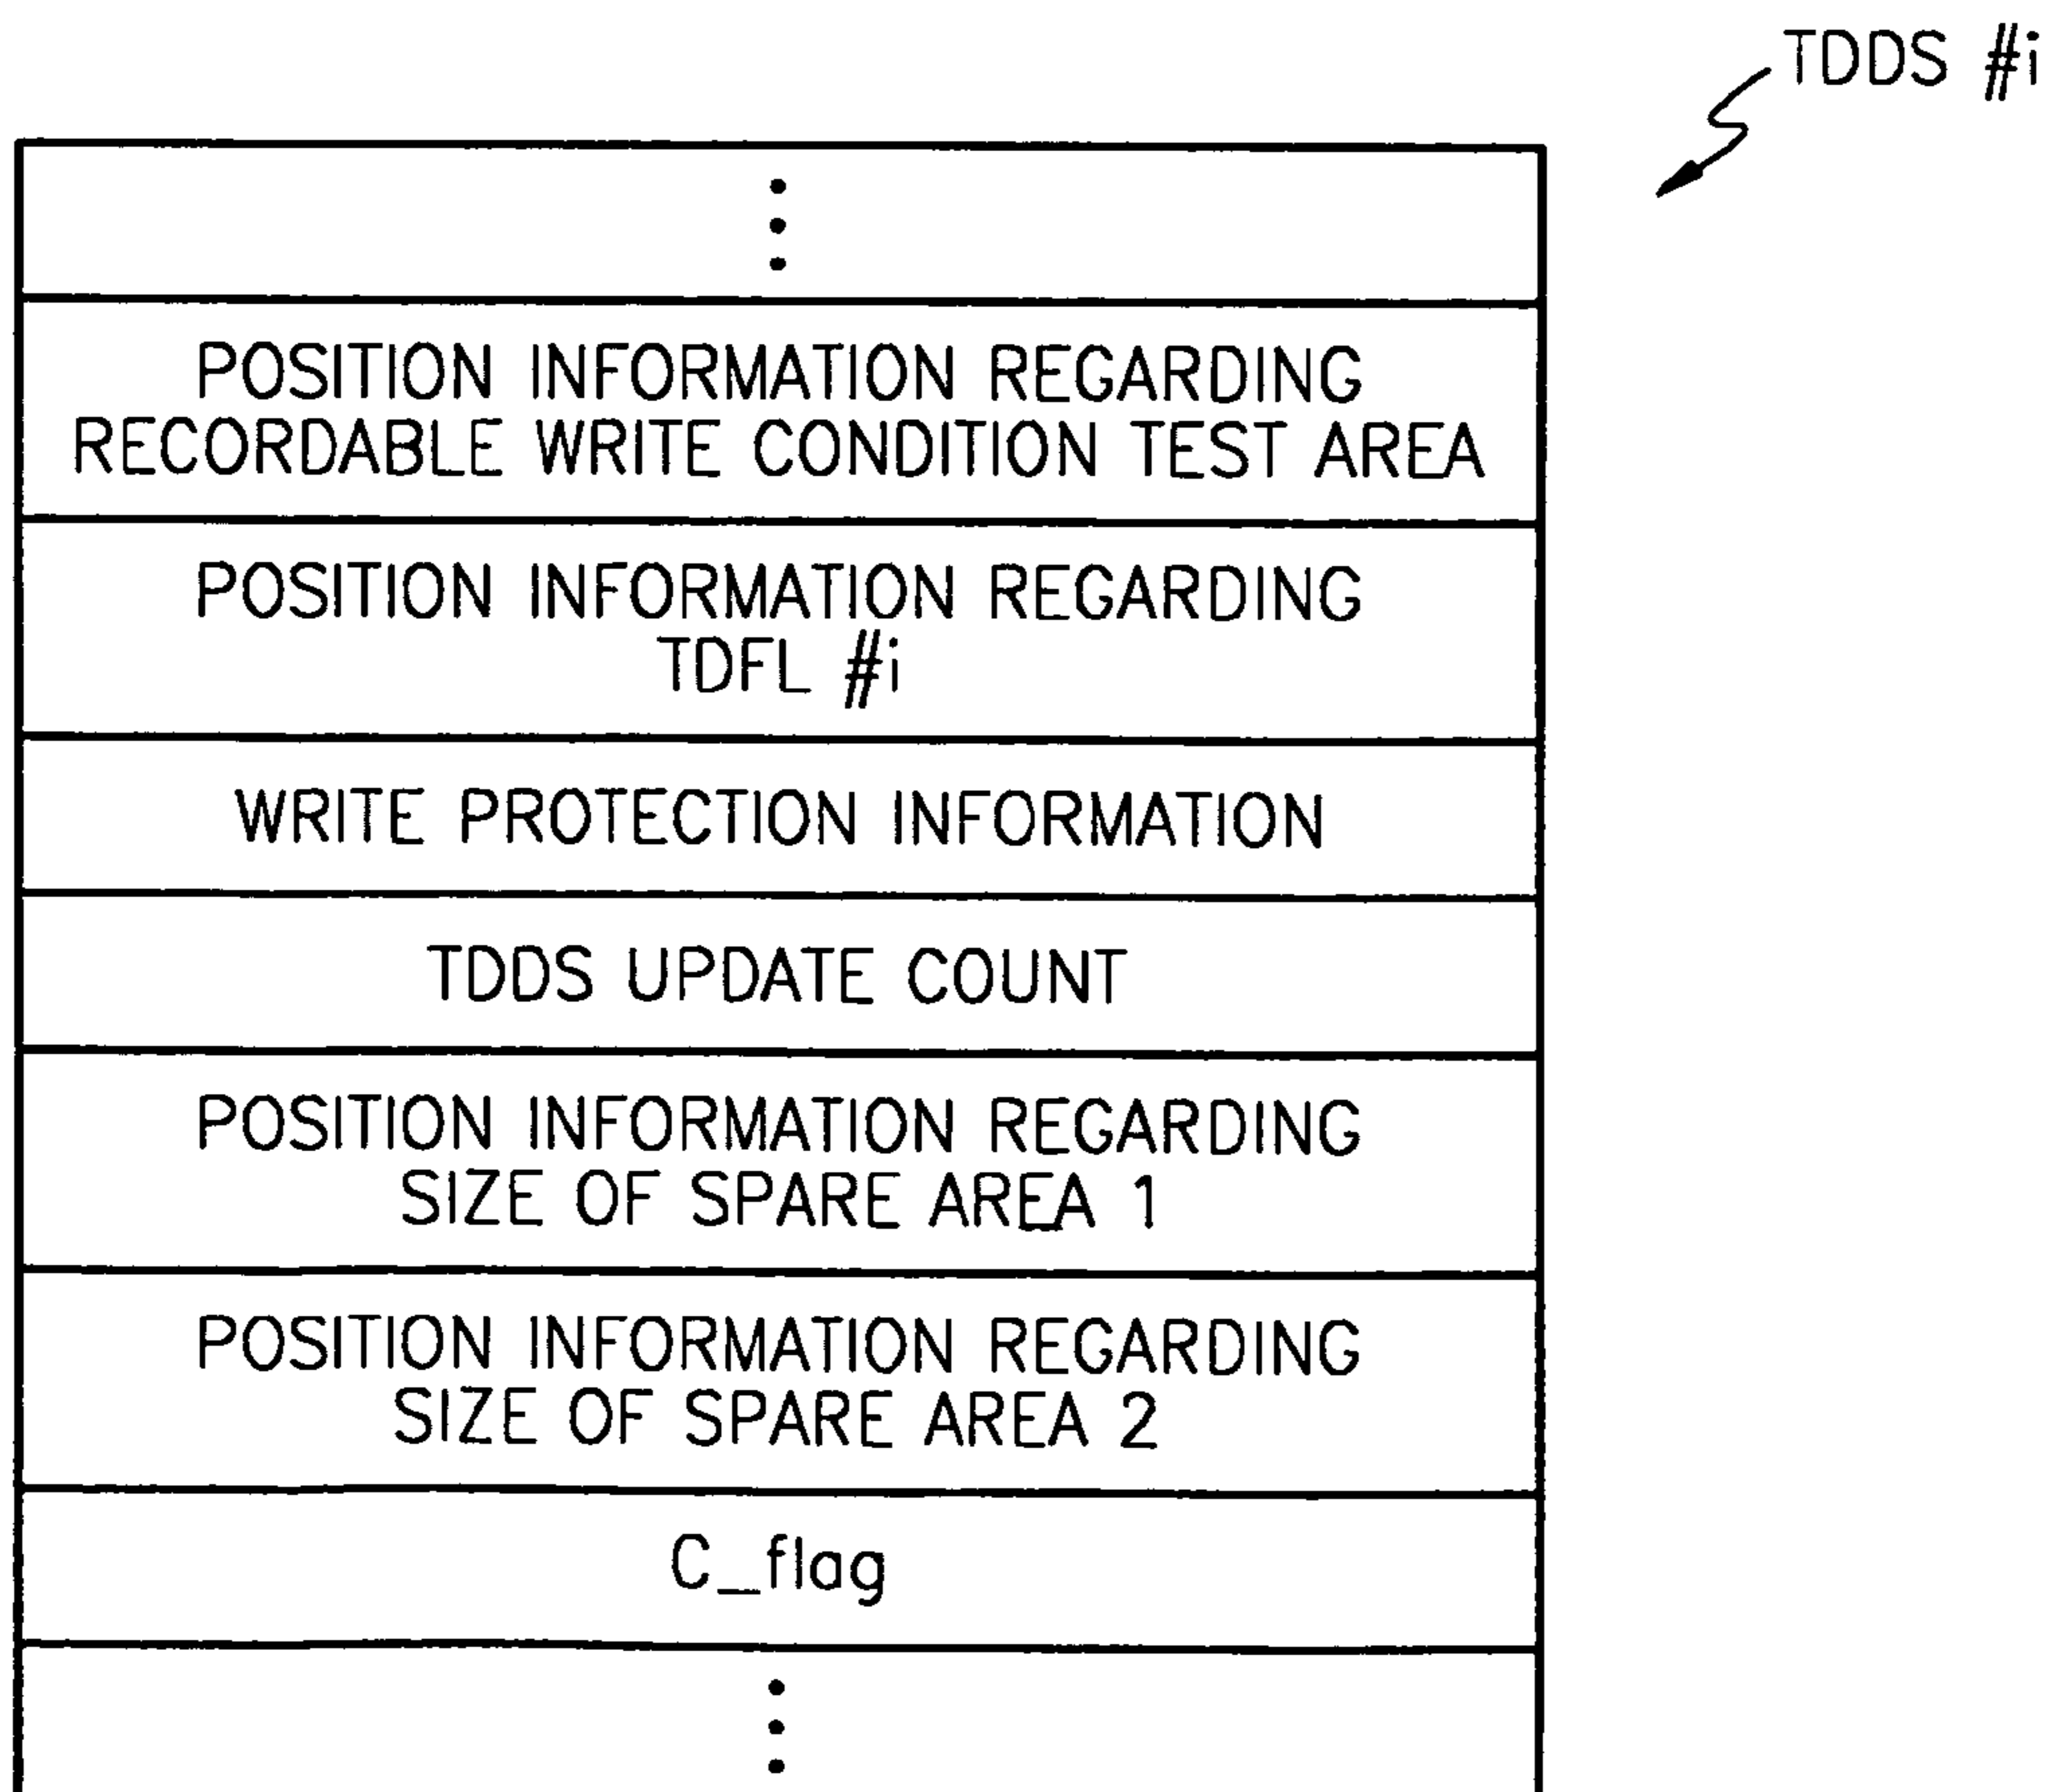 TDDS #i
POSITION INFORMATION REGARDING
RECORDABLE WRITE CONDITION TEST AREA
POSITION INFORMATION REGARDING
TDFL #i
WRITE PROTECTION INFORMATION
TDDS UPDATE COUNT
POSITION INFORMATION REGARDING
SIZE OF SPARE AREA 1
POSITION INFORMATION REGARDING
SIZE OF SPARE AREA 2
C_flag